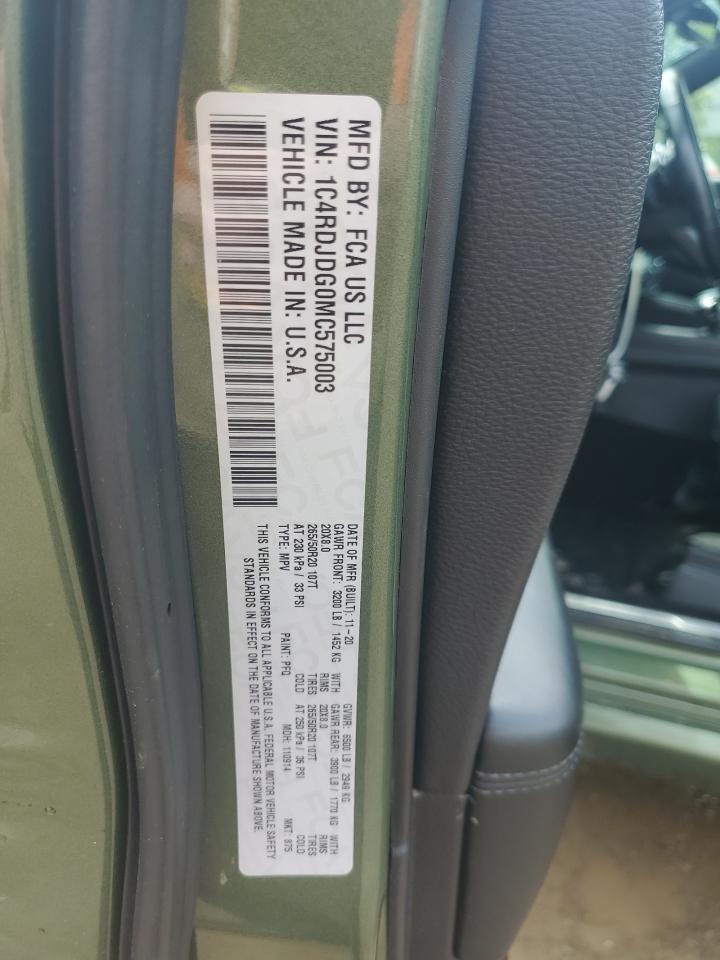 MFD BY: FCA US LLC
VIN: 1C4RDJDG0MC575003
VEHICLE MADE IN: U.S.A.
DATE OF MFR (BUILT): 11-20 GVWR: 6500 LB / 2949 KG
GAWR FRONT: 3200 LB / 1452 KG WITH GAWR REAR: 3900 LB / 1770 KG WITH
20X8.0 RIMS 20X8.0 RIMS
265/50R20 107T TIRES 265/50R20 107T TIRES
AT 230 kPa / 33 PSI COLD AT 250 kPa / 36 PSI COLD
TYPE: MPV PAINT: PFQ MDH: 110914 MKT: 875
THIS VEHICLE CONFORMS TO ALL APPLICABLE U.S.A. FEDERAL MOTOR VEHICLE SAFETY
STANDARDS IN EFFECT ON THE DATE OF MANUFACTURE SHOWN ABOVE.